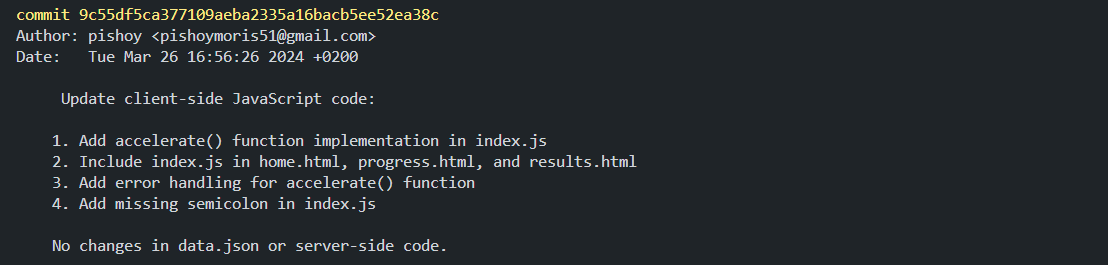 commit 9c55df5ca377109aeba2335a16bacb5ee52ea38c
Author: pishoy <pishoymoris51@gmail.com>
Date:   Tue Mar 26 16:56:26 2024 +0200
Update client-side JavaScript code:
1. Add accelerate() function implementation in index.js
2. Include index.js in home.html, progress.html, and results.html
3. Add error handling for accelerate() function
4. Add missing semicolon in index.js
No changes in data.json or server-side code.